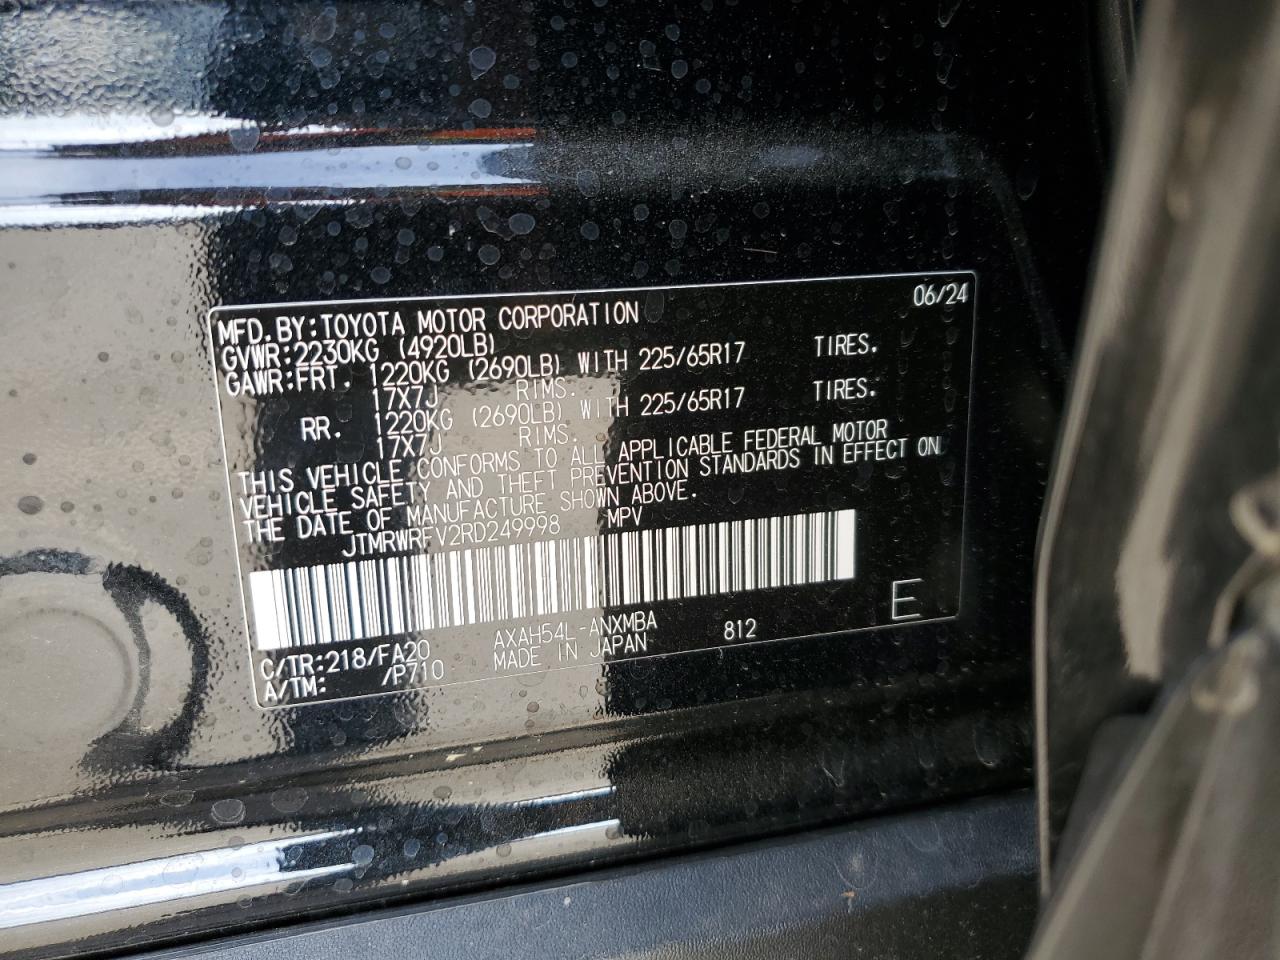 06/24
MFD.BY:TOYOTA MOTOR CORPORATION
GVWR:2230KG (4920LB)
GAWR:FRT. 1220KG (2690LB) WITH 225/65R17 TIRES.
17X7J RIMS.
RR. 1220KG (2690LB) WITH 225/65R17 TIRES.
17X7J RIMS.
THIS VEHICLE CONFORMS TO ALL APPLICABLE FEDERAL MOTOR
VEHICLE SAFETY AND THEFT PREVENTION STANDARDS IN EFFECT ON
THE DATE OF MANUFACTURE SHOWN ABOVE.
JTMRWRFV2RD249998 MPV
E
C/TR:218/FA20 AXAH54L-ANXMBA 812
A/TM: /P710 MADE IN JAPAN